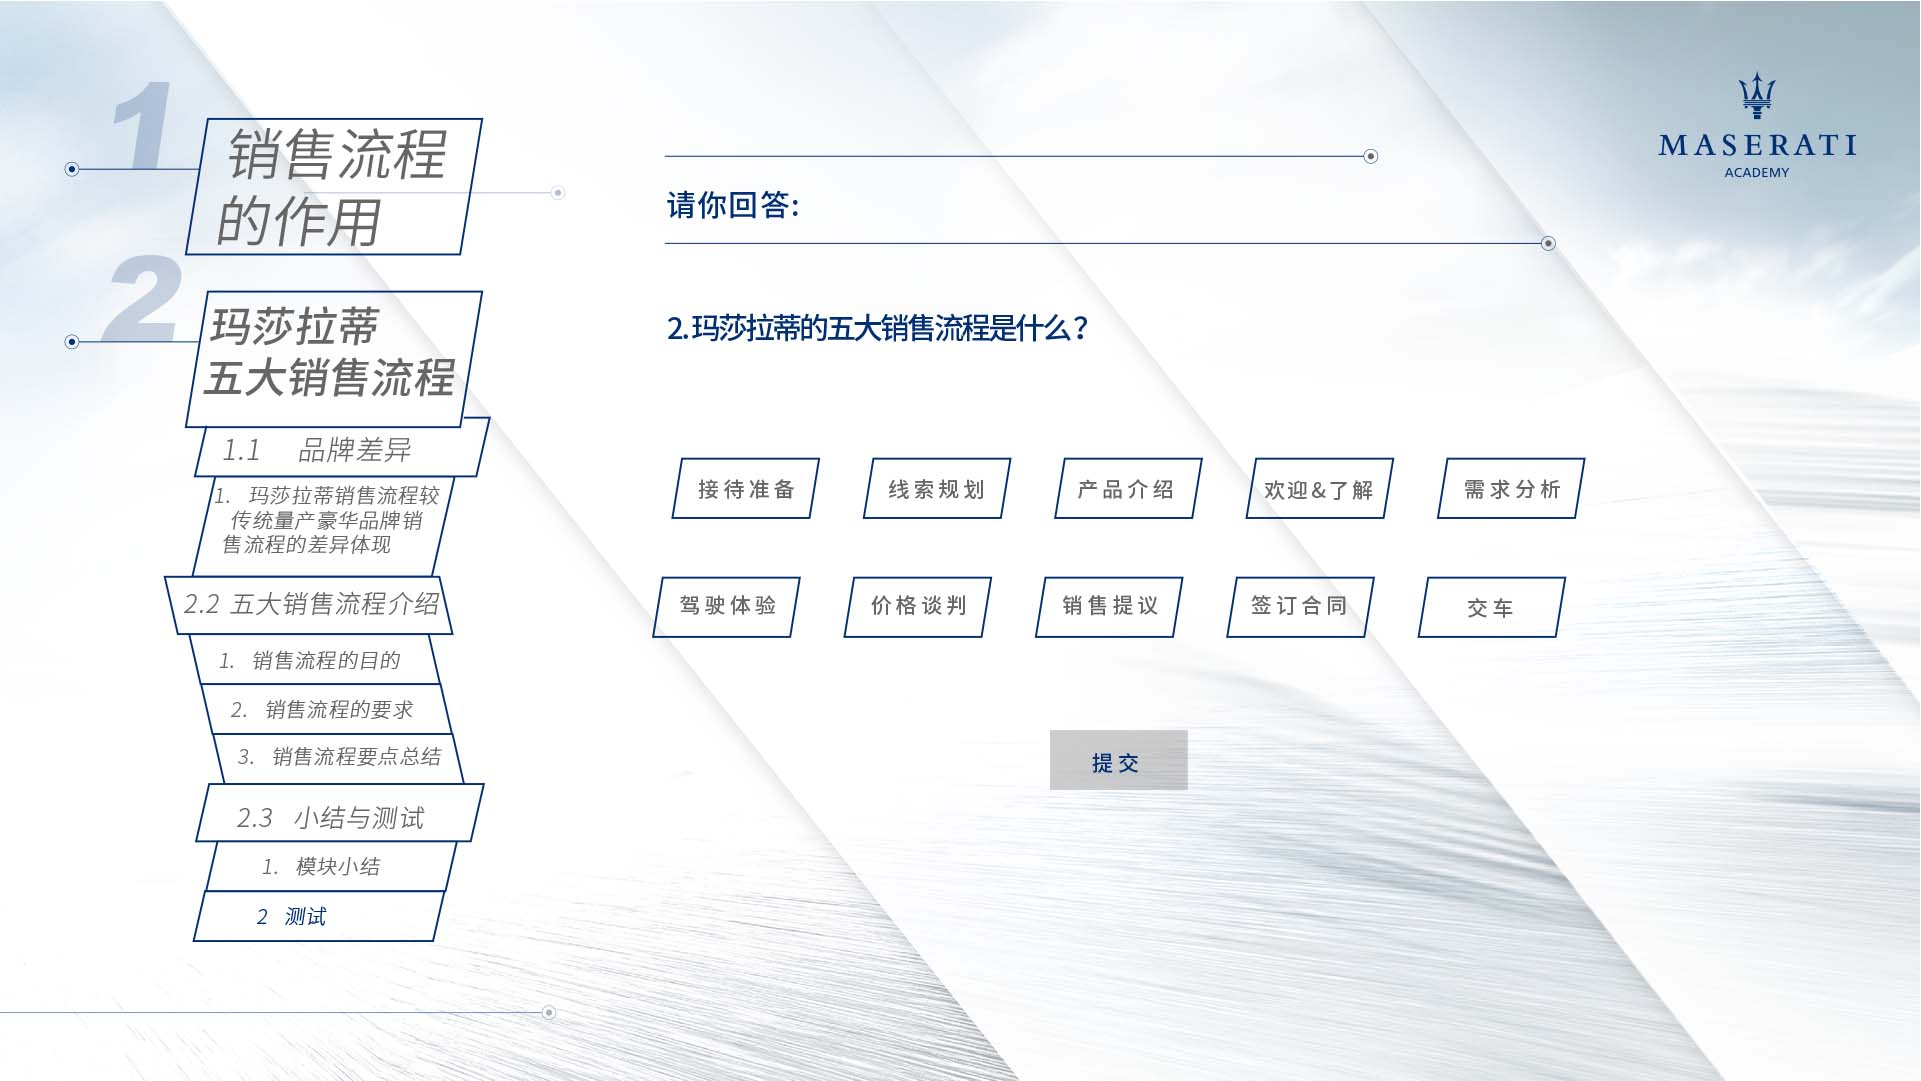 1
销售流程
的作用
2
玛莎拉蒂
五大销售流程
1.1 品牌差异
1. 玛莎拉蒂销售流程较
传统量产豪华品牌销
售流程的差异体现
2.2 五大销售流程介绍
1. 销售流程的目的
2. 销售流程的要求
3. 销售流程要点总结
2.3 小结与测试
1. 模块小结
2 测试
MASERATI
ACADEMY
请你回答:
2.玛莎拉蒂的五大销售流程是什么？
接待准备 线索规划 产品介绍 欢迎&了解 需求分析
驾驶体验 价格谈判 销售提议 签订合同 交车
提交